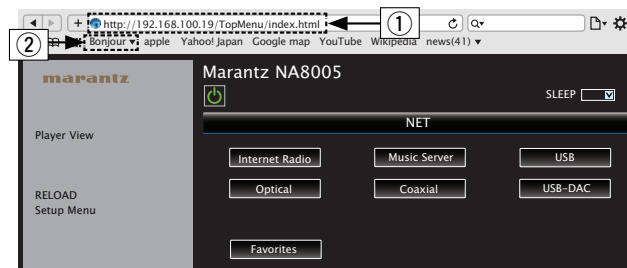 http://192.168.100.19/TopMenu/index.html ①
② Bonjour ▾ apple Yahoo! Japan Google map YouTube Wikipedia news(41) ▾
marantz
Marantz NA8005
SLEEP
NET
Player View
Internet Radio Music Server USB
Optical Coaxial USB-DAC
RELOAD
Setup Menu
Favorites